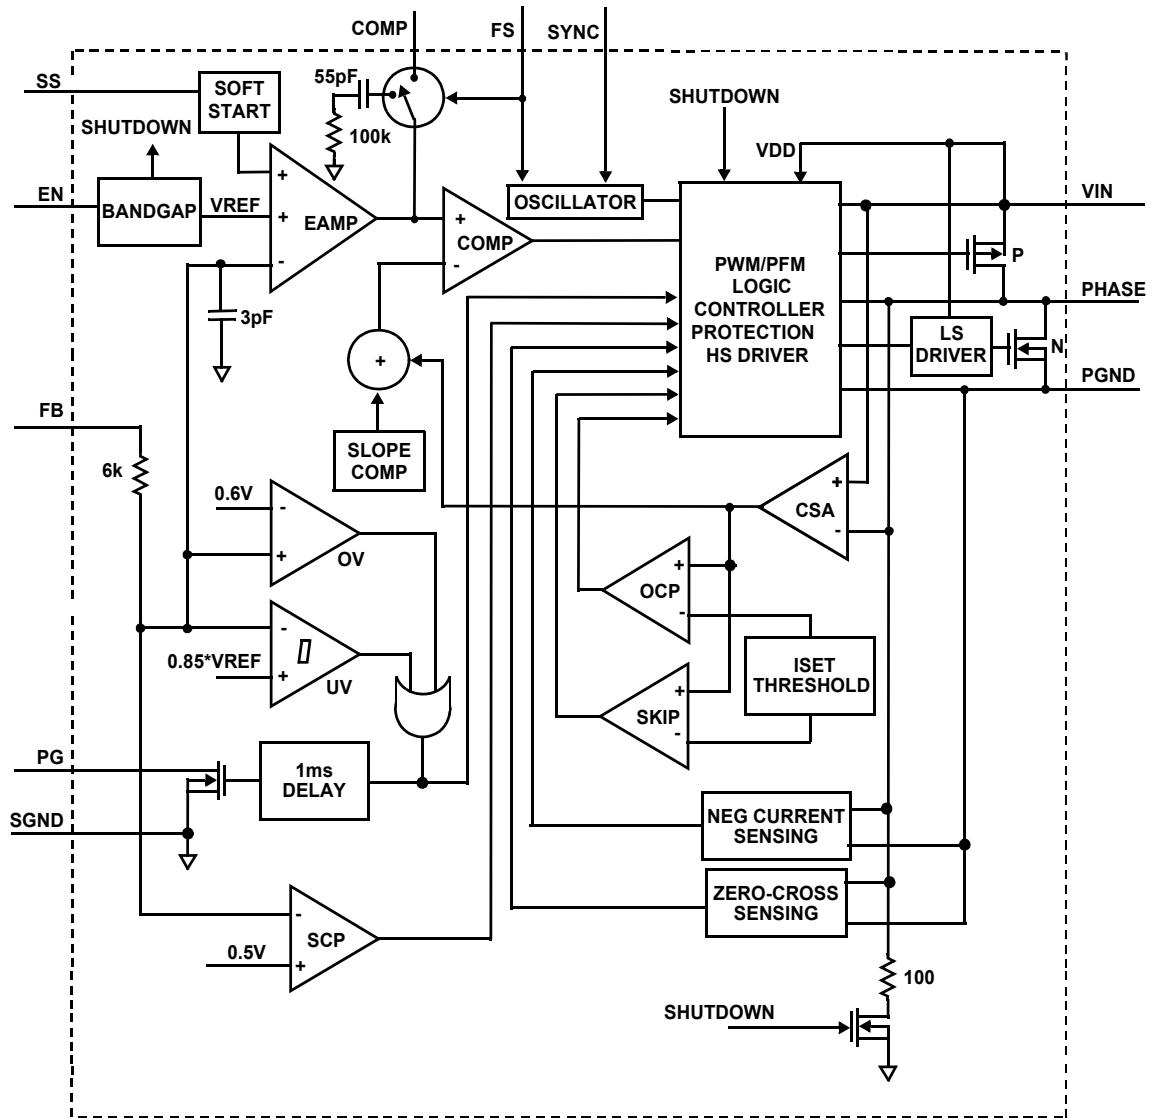 COMP
FS
SYNC
SS
SOFT
START
55pF
100k
SHUTDOWN
SHUTDOWN
VDD
EN
BANDGAP
VREF
+
+
-
EAMP
+
-
COMP
OSCILLATOR
VIN
P
PWM/PFM
LOGIC
CONTROLLER
PROTECTION
HS DRIVER
PHASE
LS
DRIVER
N
PGND
3pF
+
SLOPE
COMP
FB
6k
0.6V
-
+
OV
+
-
CSA
+
-
OCP
0.85*VREF
-
+
UV
ISET
THRESHOLD
+
-
SKIP
PG
1ms
DELAY
SGND
NEG CURRENT
SENSING
ZERO-CROSS
SENSING
-
+
SCP
0.5V
100
SHUTDOWN